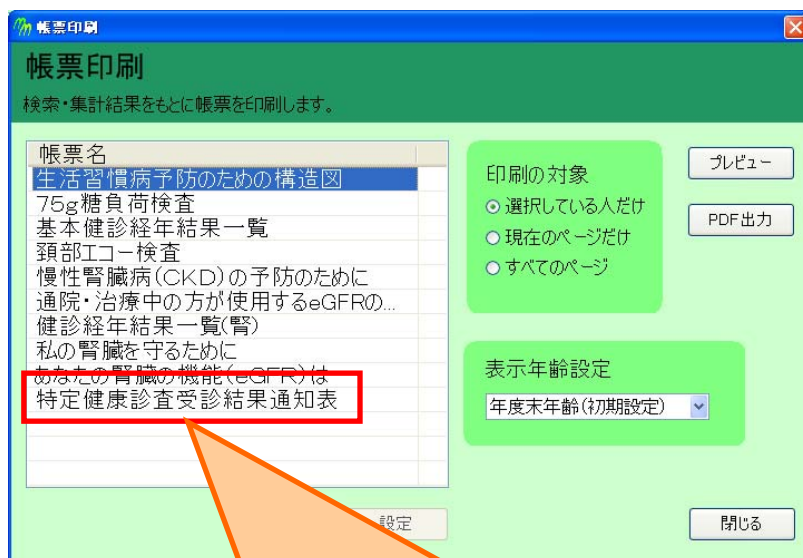 帳票印刷
帳票印刷
検索・集計結果をもとに帳票を印刷します。
帳票名
生活習慣病予防のための構造図
75g糖負荷検査
基本健診経年結果一覧
頚部エコー検査
慢性腎臓病(CKD)の予防のために
通院・治療中の方が使用するeGFRの...
健診経年結果一覧(腎)
私の腎臓を守るために
あなたの腎臓の機能(eGFR)は
特定健康診査受診結果通知表
印刷の対象
選択している人だけ
現在のページだけ
すべてのページ
プレビュー
PDF出力
表示年齢設定
年度末年齢(初期設定)
設定
閉じる